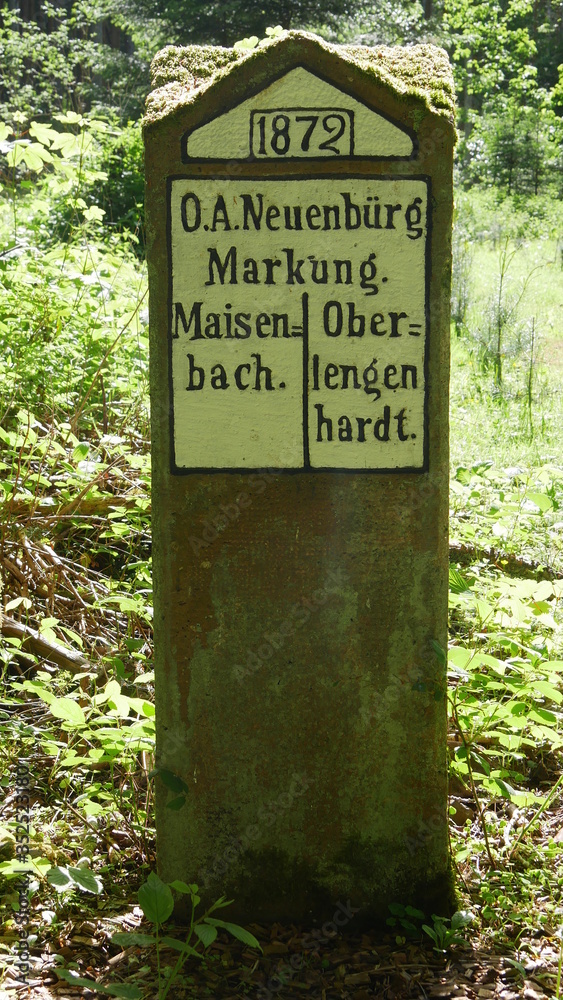 1872
O.A.Neuenbürg
Markung.
Maisen= Ober=
bach. lengen
hardt.